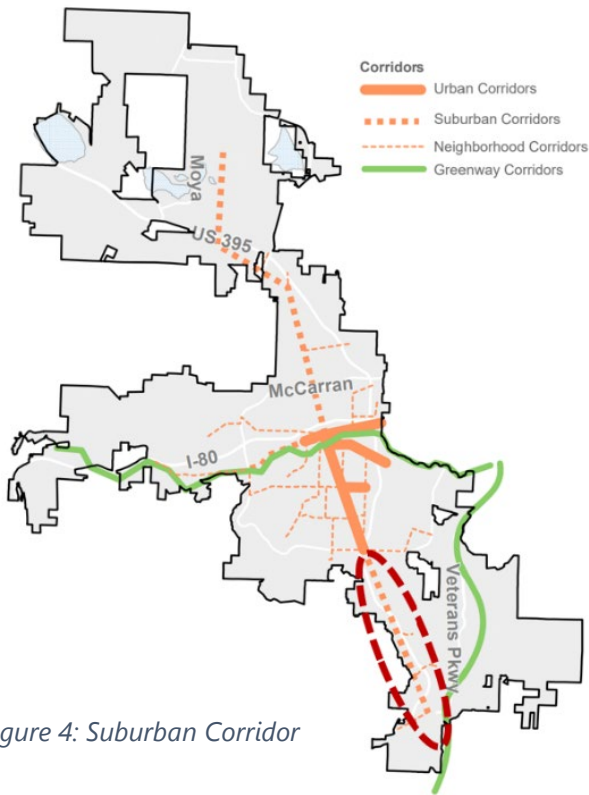 Corridors
Urban Corridors
Suburban Corridors
Neighborhood Corridors
Greenway Corridors
Moya
US 395
McCarran
I-80
Veterans Pkwy
gure 4: Suburban Corridor